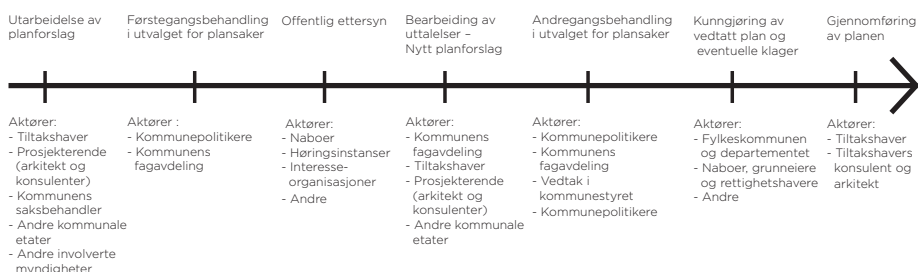 Utarbeidelse av
planforslag
Førstegangsbehandling
i utvalget for plansaker
Offentlig ettersyn
Bearbeiding av
uttalelser –
Nytt planforslag
Andregangsbehandling
i utvalget for plansaker
Kunngjøring av
vedtatt plan og
eventuelle klager
Gjennomføring
av planen
Aktører:
- Tiltakshaver
- Prosjekterende
(arkitekt og
konsulenter)
- Kommunens
saksbehandler
- Andre kommunale
etater
- Andre involverte
myndigheter
Aktører :
- Kommunepolitikere
- Kommunens
fagavdeling
Aktører:
- Naboer
- Høringsinstanser
- Interesse-
organisasjoner
- Andre
Aktører:
- Kommunens
fagavdeling
- Tiltakshaver
- Prosjekterende
(arkitekt og
konsulenter)
- Andre kommunale
etater
Aktører:
- Kommunepolitikere
- Kommunens
fagavdeling
- Vedtak i
kommunestyret
- Kommunepolitikere
Aktører:
- Fylkeskommunen
og departementet
- Naboer, grunneiere
og rettighetshavere
- Andre
Aktører:
- Tiltakshaver
- Tiltakshavers
konsulent og
arkitekt